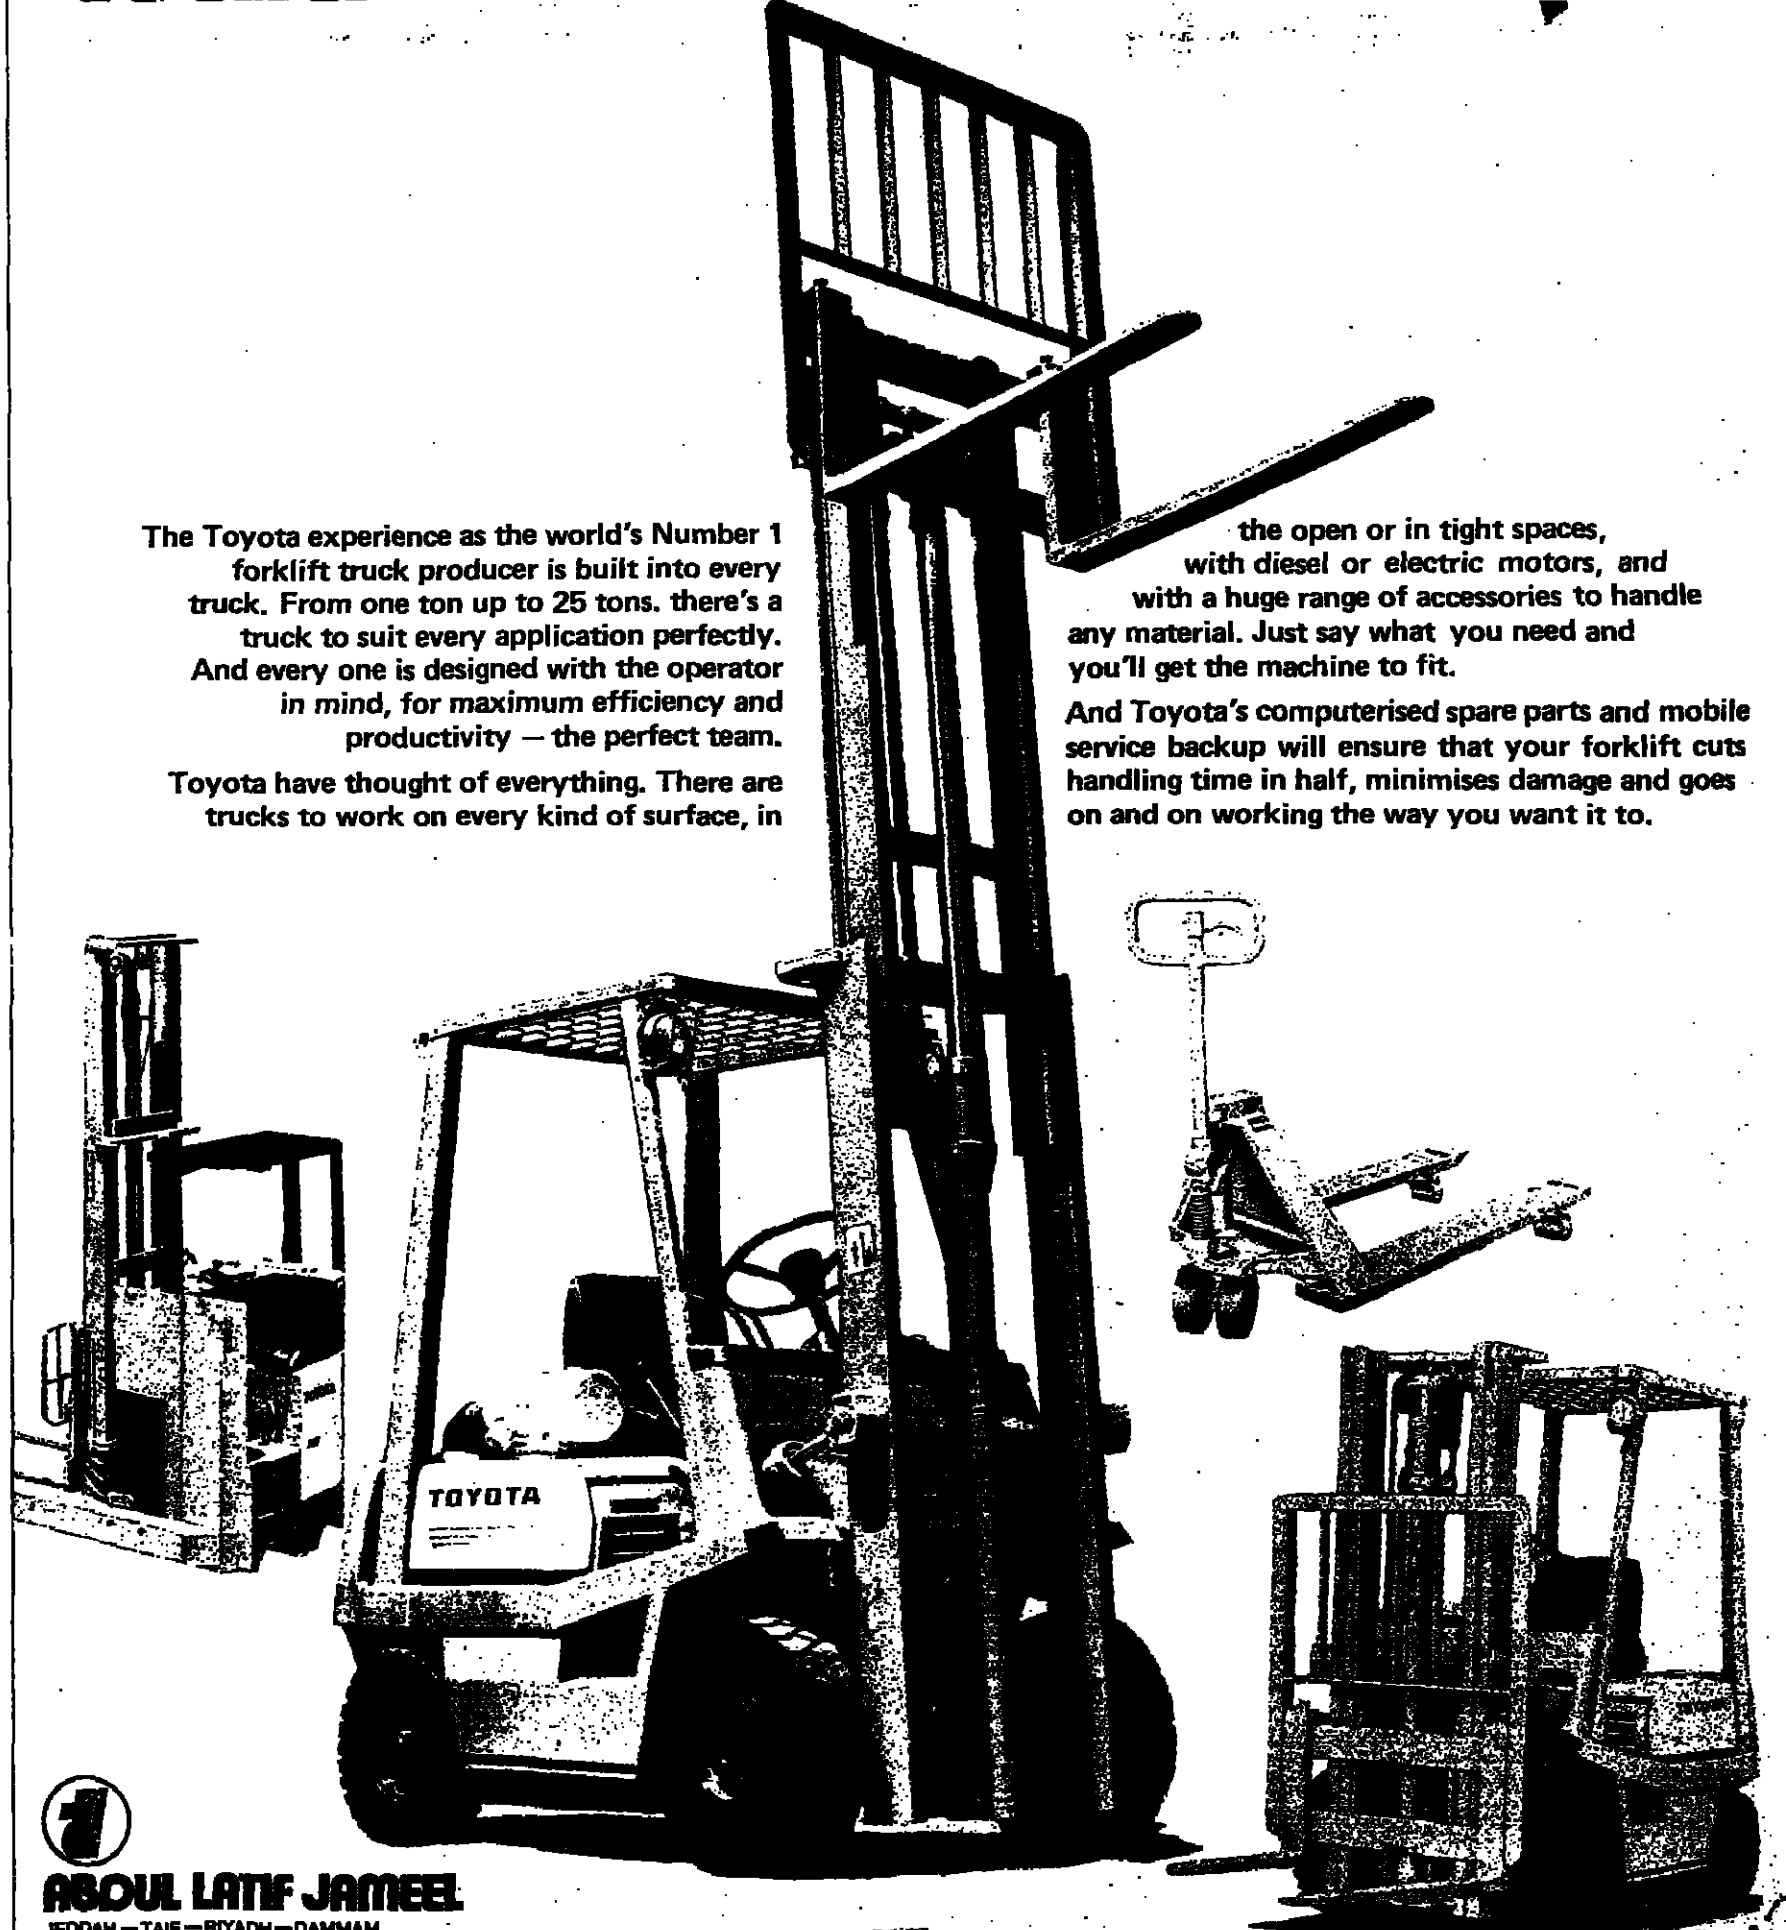 The Toyota experience as the world's Number 1
forklift truck producer is built into every
truck. From one ton up to 25 tons. there's a
truck to suit every application perfectly.
And every one is designed with the operator
in mind, for maximum efficiency and
productivity — the perfect team.
Toyota have thought of everything. There are
trucks to work on every kind of surface, in
the open or in tight spaces,
with diesel or electric motors, and
with a huge range of accessories to handle
any material. Just say what you need and
you'll get the machine to fit.
And Toyota's computerised spare parts and mobile
service backup will ensure that your forklift cuts
handling time in half, minimises damage and goes
on and on working the way you want it to.
TOYOTA
ABDUL LATIF JAMEEL
JEDDAH — TAIF — RIYADH — DAMMAM